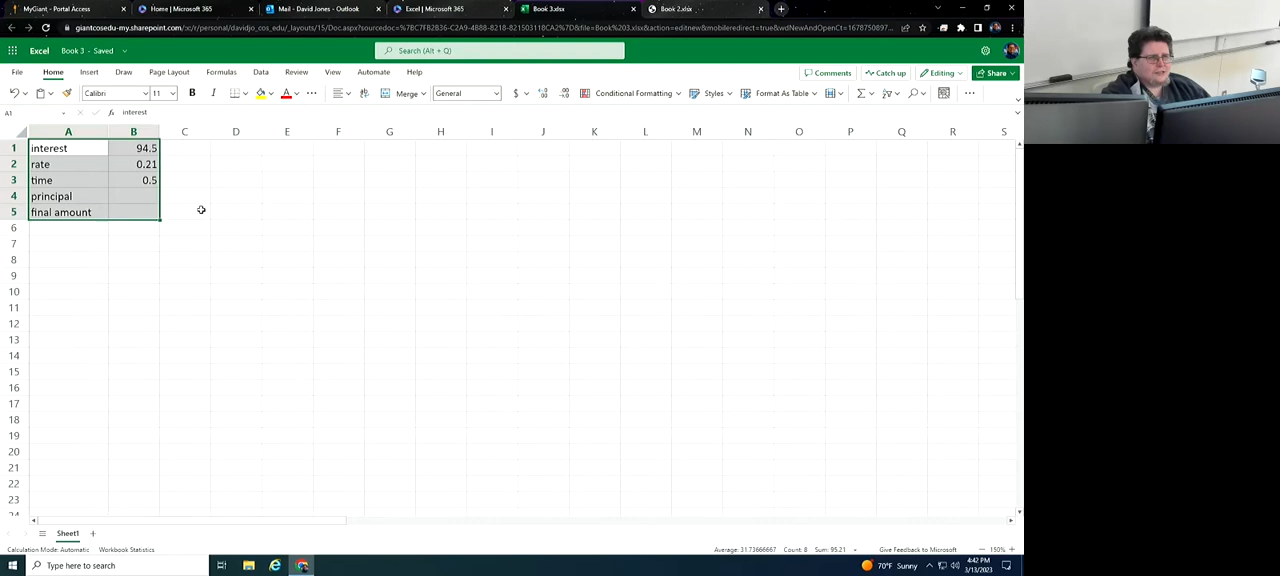 MyGiant - Portal Access
Home | Microsoft 365
Mail - David Jones - Outlook
Excel | Microsoft 365
Book 3.xlsx
Book 2.xlsx
Excel
Book 3 - Saved
Search (Alt + Q)
File Home Insert Draw Page Layout Formulas Data Review View Automate Help
Comments Catch up Editing Share
Calibri 11 B I A Merge General $ Conditional Formatting Styles Format As Table
A1 fx interest
A B C D E F G H I J K L M N O P Q R S
1 interest 94.5
2 rate 0.21
3 time 0.5
4 principal
5 final amount
6
7
8
9
10
11
12
13
14
15
16
17
18
19
20
21
22
23
24
Sheet1
Calculation Mode: Automatic Workbook Statistics
Average: 31.73666667 Count: 8 Sum: 95.21 Give Feedback to Microsoft 150%
Type here to search
70°F Sunny
4:42 PM
3/13/2023